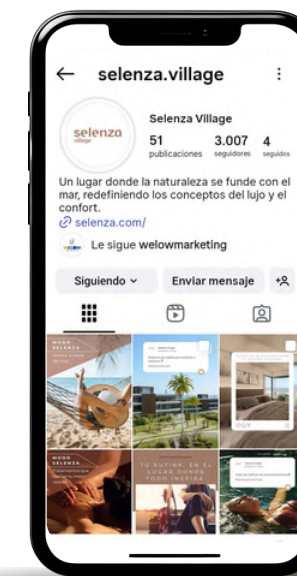 selenza.village
selenza
village
Selenza Village
51 3.007 4
publicaciones seguidores seguidos
Un lugar donde la naturaleza se funde con el
mar, redefiniendo los conceptos del lujo y el
confort.
selenza.com/
Le sigue welowmarketing
Siguiendo Enviar mensaje
MODO
SELENZA
MODO
SELENZA
TU RUTINA, EN EL
LUGAR DONDE
TODO INSPIRA